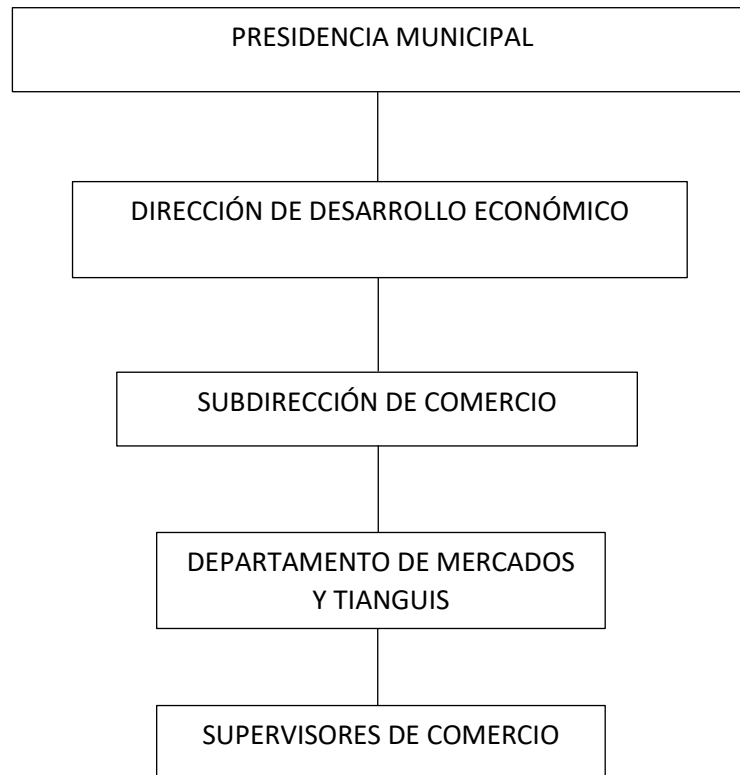 PRESIDENCIA MUNICIPAL
DIRECCIÓN DE DESARROLLO ECONÓMICO
SUBDIRECCIÓN DE COMERCIO
DEPARTAMENTO DE MERCADOS
Y TIANGUIS
SUPERVISORES DE COMERCIO